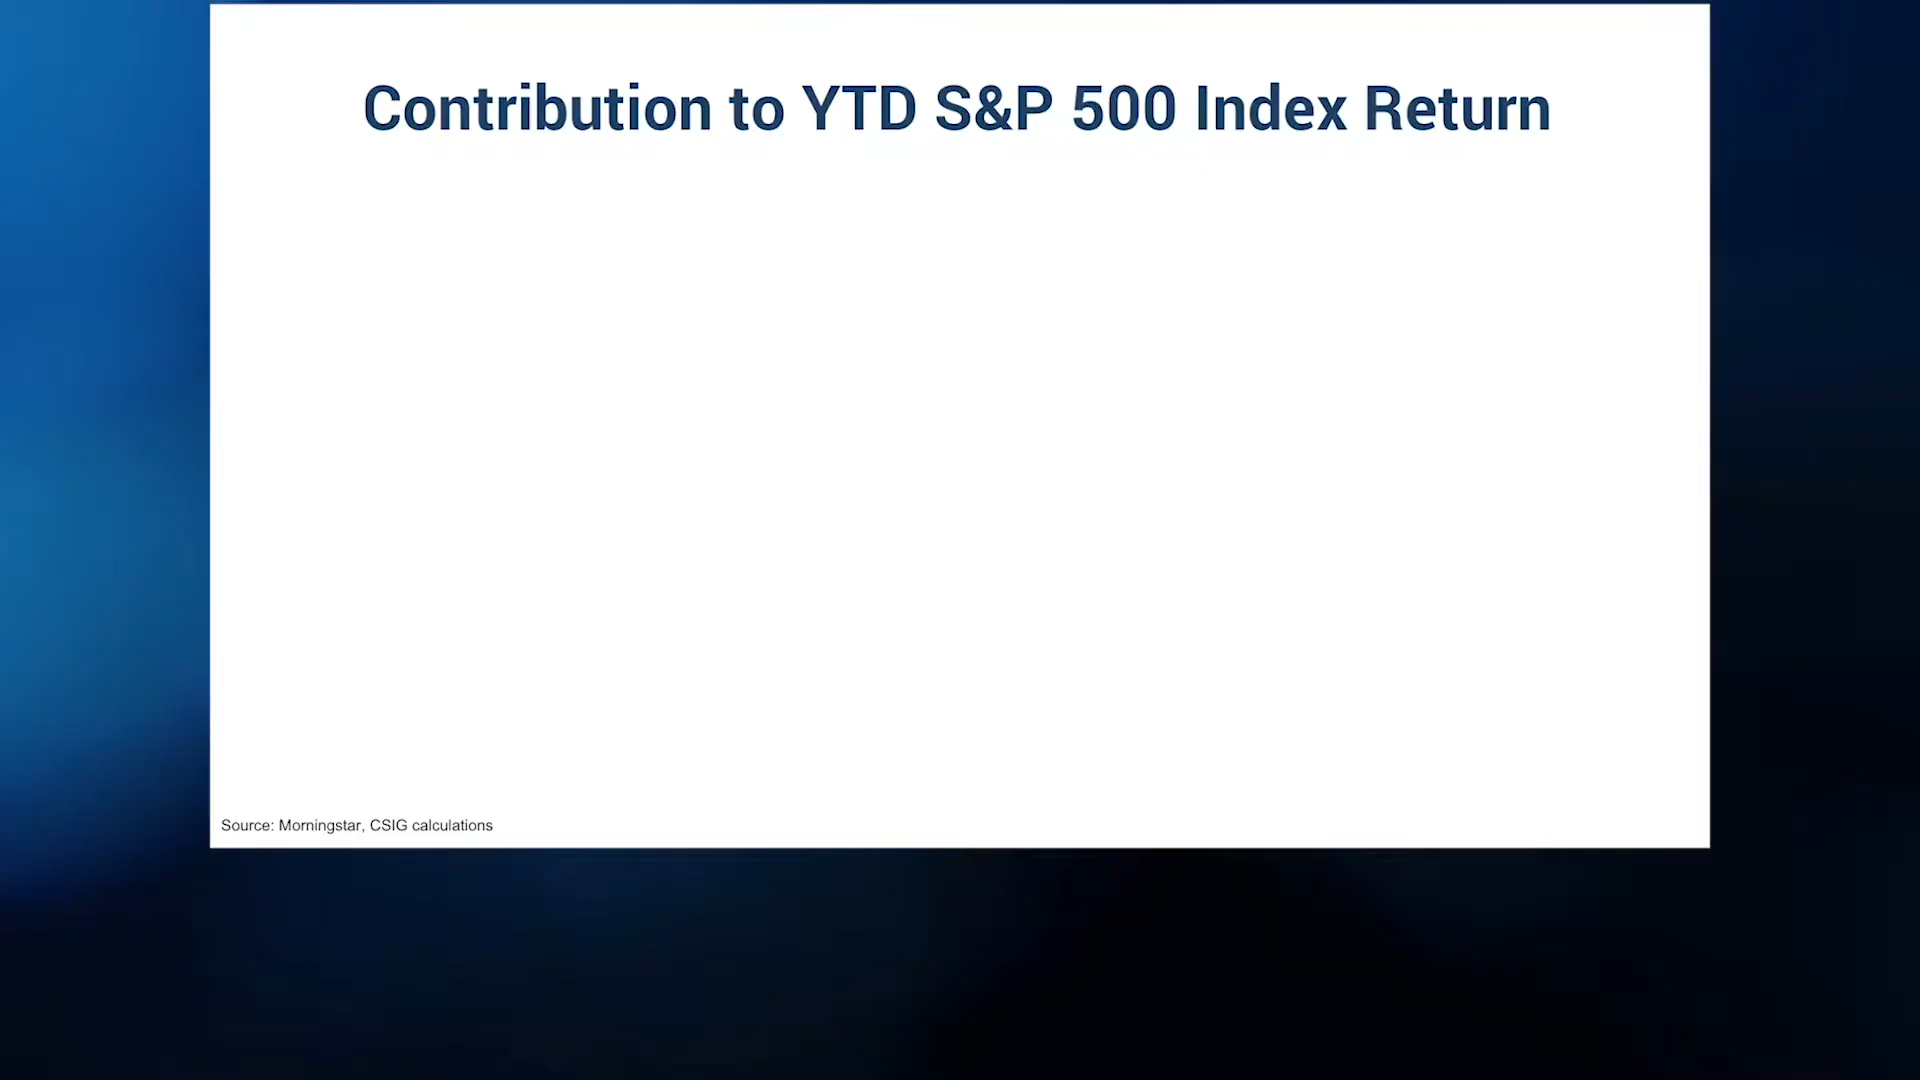 Contribution to YTD S&P 500 Index Return
Source: Morningstar, CSIG calculations